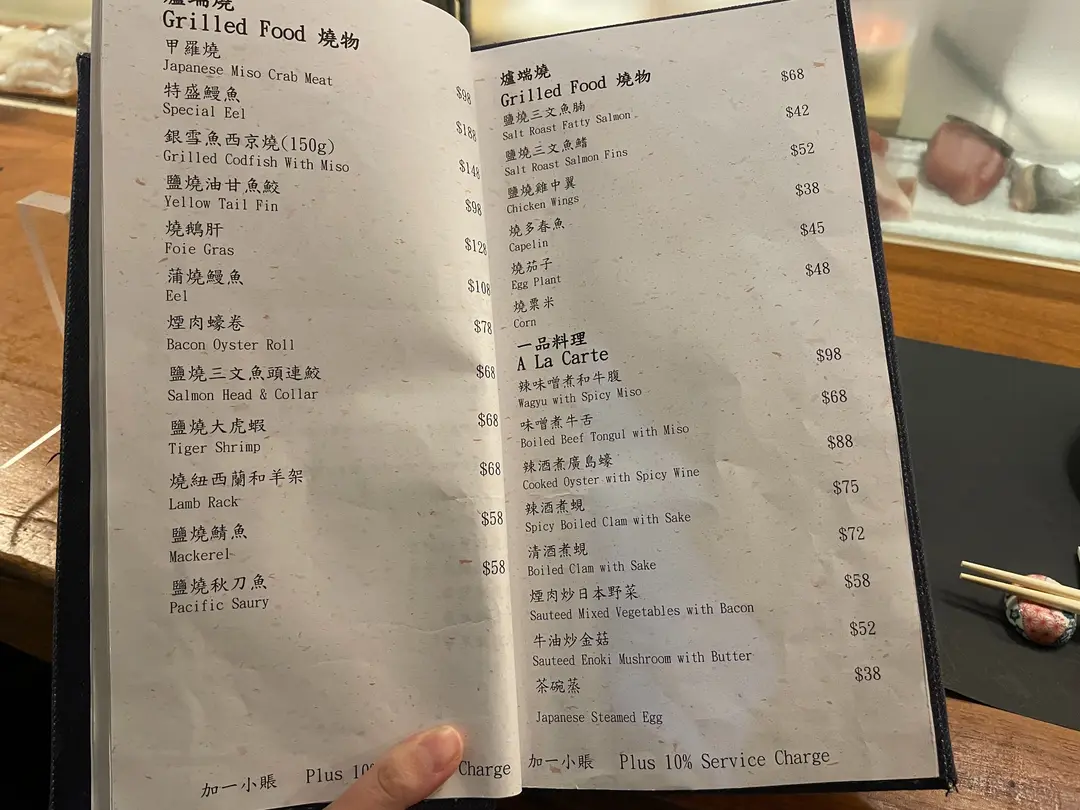 爐端燒
Grilled Food 燒物
甲羅燒
Japanese Miso Crab Meat $98
特盛鰻魚
Special Eel $188
銀雪魚西京燒(150g)
Grilled Codfish With Miso $148
鹽燒油甘魚鮫
Yellow Tail Fin $98
燒鵝肝
Foie Gras $128
蒲燒鰻魚
Eel $108
煙肉蠔卷
Bacon Oyster Roll $78
鹽燒三文魚頭連鮫
Salmon Head & Collar $68
鹽燒大虎蝦
Tiger Shrimp $68
燒紐西蘭和羊架
Lamb Rack $68
鹽燒鯖魚
Mackerel $58
鹽燒秋刀魚
Pacific Saury $58
加一小賬 Plus 10% Charge
爐端燒
Grilled Food 燒物
鹽燒三文魚腩 $68
Salt Roast Fatty Salmon
鹽燒三文魚鰭 $42
Salt Roast Salmon Fins
鹽燒雞中翼 $52
Chicken Wings
燒多春魚 $38
Capelin
燒茄子 $45
Egg Plant
燒粟米 $48
Corn
一品料理
A La Carte
辣味噌煮和牛腹 $98
Wagyu with Spicy Miso
味噌煮牛舌 $68
Boiled Beef Tongul with Miso
辣酒煮廣島蠔 $88
Cooked Oyster with Spicy Wine
辣酒煮蜆 $75
Spicy Boiled Clam with Sake
清酒煮蜆 $72
Boiled Clam with Sake
煙肉炒日本野菜 $58
Sauteed Mixed Vegetables with Bacon
牛油炒金菇 $52
Sauteed Enoki Mushroom with Butter
茶碗蒸 $38
Japanese Steamed Egg
加一小賬 Plus 10% Service Charge